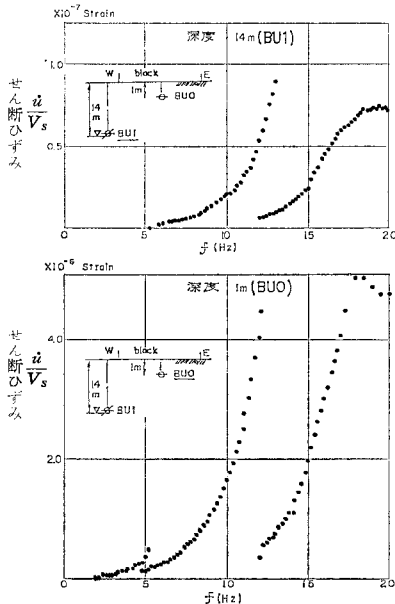 ×10⁻⁷ Strain
深度 14m (BU1)
1.0
0.5
せん断ひずみ u̇/Vs
W block E
1m
BU0
14
m
BU1
0 5 10 15 20
f (Hz)
×10⁻⁶ Strain
深度 1m (BU0)
4.0
2.0
せん断ひずみ u̇/Vs
W block E
1m
BU0
14
m
BU1
0 5 10 15 20
f (Hz)